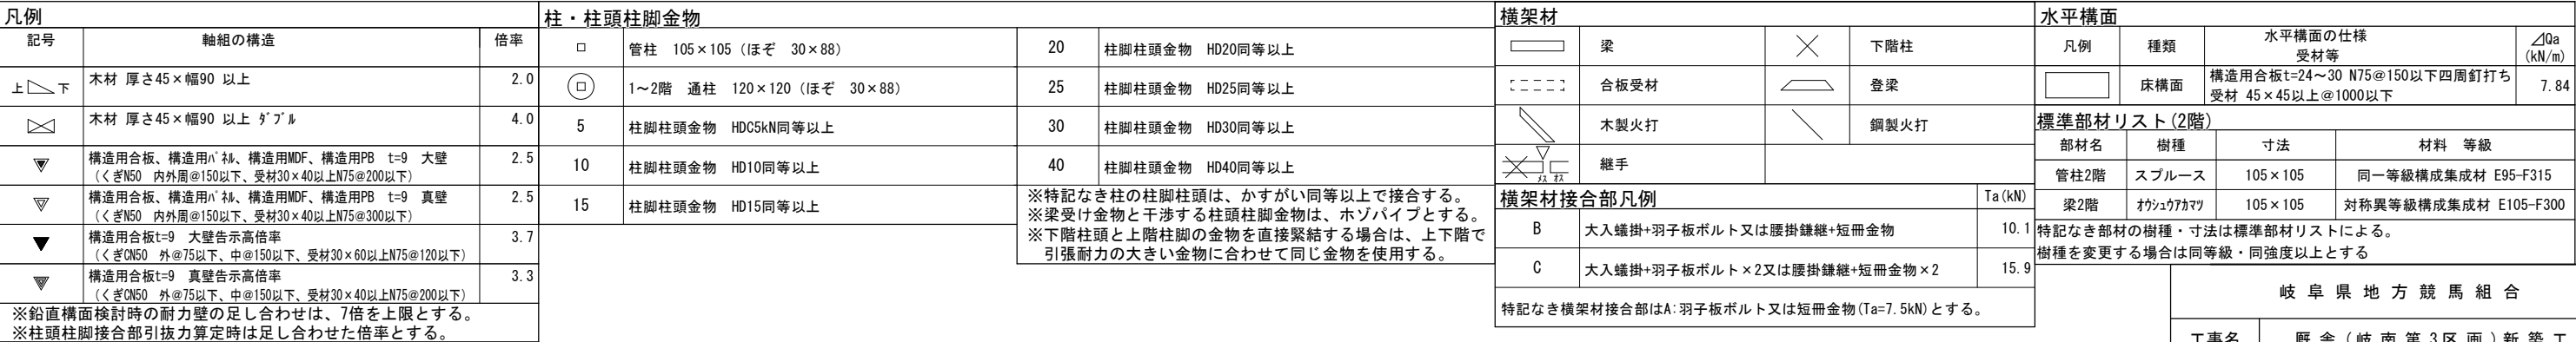 凡例
記号 軸組の構造 倍率
上 下 木材 厚さ45×幅90 以上 2.0
木材 厚さ45×幅90 以上 ﾀﾞﾌﾞﾙ 4.0
構造用合板、構造用ﾊﾟﾈﾙ、構造用MDF、構造用PB t=9 大壁 2.5
(くぎN50 内外周@150以下、受材30×40以上N75@200以下)
構造用合板、構造用ﾊﾟﾈﾙ、構造用MDF、構造用PB t=9 真壁 2.5
(くぎN50 内外周@150以下、受材30×40以上N75@300以下)
構造用合板t=9 大壁告示高倍率 3.7
(くぎCN50 外@75以下、中@150以下、受材30×60以上N75@120以下)
構造用合板t=9 真壁告示高倍率 3.3
(くぎCN50 外@75以下、中@150以下、受材30×40以上N75@200以下)
※鉛直構面検討時の耐力壁の足し合わせは、7倍を上限とする。
※柱頭柱脚接合部引抜力算定時は足し合わせた倍率とする。
柱・柱頭柱脚金物
管柱 105×105 (ほぞ 30×88)
1～2階 通柱 120×120 (ほぞ 30×88)
5 柱脚柱頭金物 HDC5kN同等以上
10 柱脚柱頭金物 HD10同等以上
15 柱脚柱頭金物 HD15同等以上
20 柱脚柱頭金物 HD20同等以上
25 柱脚柱頭金物 HD25同等以上
30 柱脚柱頭金物 HD30同等以上
40 柱脚柱頭金物 HD40同等以上
※特記なき柱の柱脚柱頭は、かすがい同等以上で接合する。
※梁受け金物と干渉する柱頭柱脚金物は、ホゾパイプとする。
※下階柱頭と上階柱脚の金物を直接緊結する場合は、上下階で
引張耐力の大きい金物に合わせて同じ金物を使用する。
横架材
梁 下階柱
合板受材 登梁
木製火打 鋼製火打
ﾒｽ ｵｽ 継手
横架材接合部凡例 Ta(kN)
B 大入蟻掛+羽子板ボルト又は腰掛鎌継+短冊金物 10.1
C 大入蟻掛+羽子板ボルト×2又は腰掛鎌継+短冊金物×2 15.9
特記なき横架材接合部はA:羽子板ボルト又は短冊金物(Ta=7.5kN)とする。
水平構面
凡例 種類 水平構面の仕様 ⊿Qa
受材等 (kN/m)
床構面 構造用合板t=24～30 N75@150以下四周釘打ち 7.84
受材 45×45以上@1000以下
標準部材リスト(2階)
部材名 樹種 寸法 材料 等級
管柱2階 スプルース 105×105 同一等級構成集成材 E95-F315
梁2階 ｵｳｼｭｳｱｶﾏﾂ 105×105 対称異等級構成集成材 E105-F300
特記なき部材の樹種・寸法は標準部材リストによる。
樹種を変更する場合は同等級・同強度以上とする
岐阜県地方競馬組合
工事名 厩舎(岐南第3区画)新築工